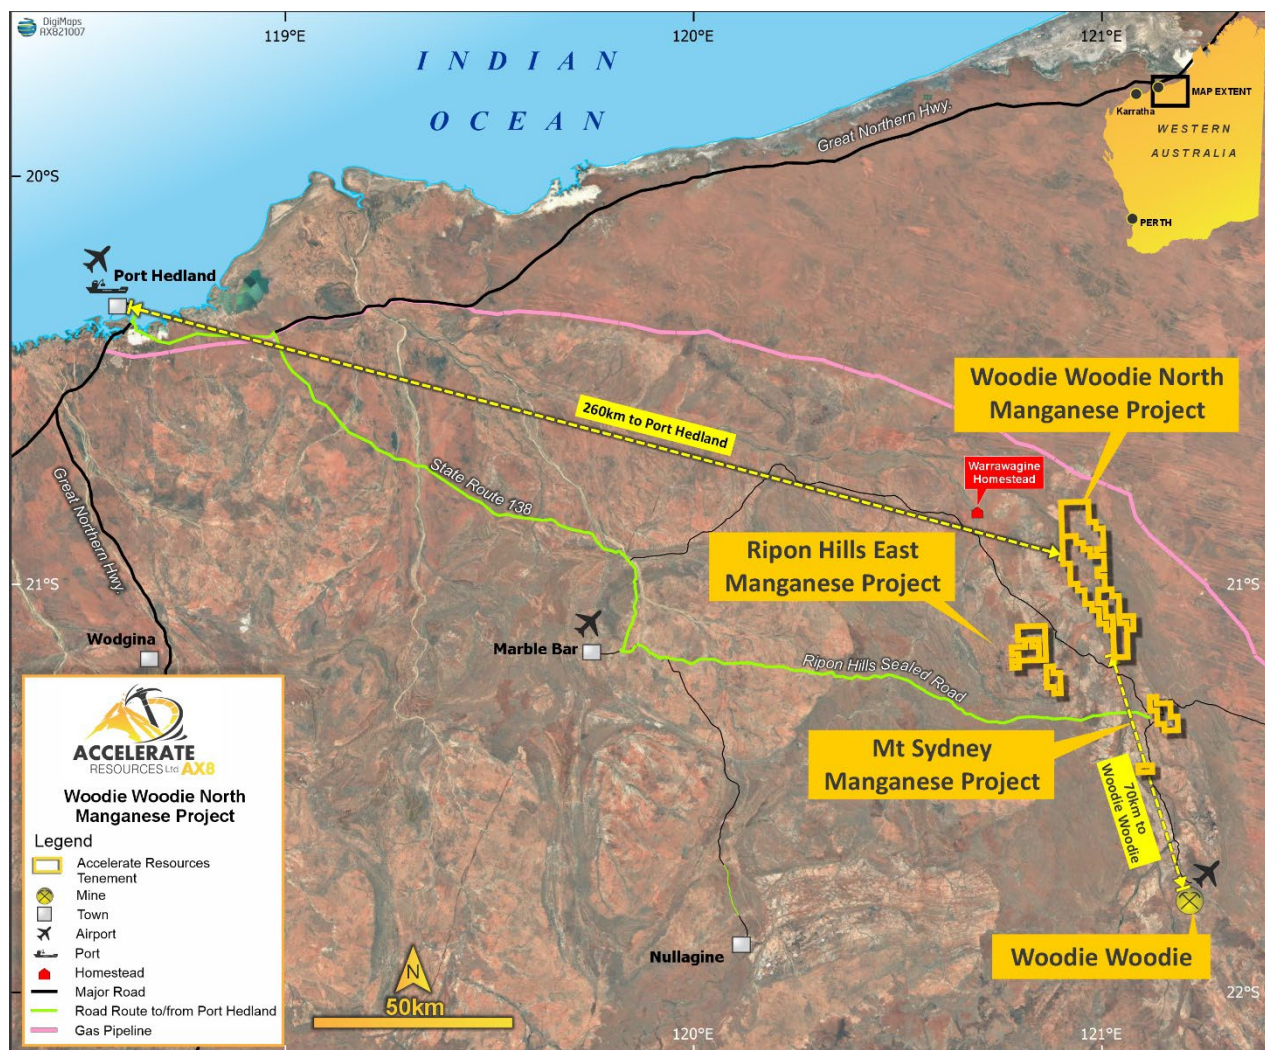 DigiMaps
AX821007
119°E
120°E
121°E
INDIAN
OCEAN
Great Northern Hwy.
Karratha
MAP EXTENT
WESTERN
AUSTRALIA
PERTH
20°S
Port Hedland
260km to Port Hedland
Woodie Woodie North
Manganese Project
Warrawagine
Homestead
State Route 138
Great Northern Hwy.
Ripon Hills East
Manganese Project
21°S
21°S
Wodgina
Marble Bar
Ripon Hills Sealed Road
Mt Sydney
Manganese Project
70km to
Woodie Woodie
Nullagine
Woodie Woodie
22°S
N
50km
120°E
121°E
ACCELERATE
RESOURCES Ltd AX8
Woodie Woodie North
Manganese Project
Legend
Accelerate Resources
Tenement
Mine
Town
Airport
Port
Homestead
Major Road
Road Route to/from Port Hedland
Gas Pipeline